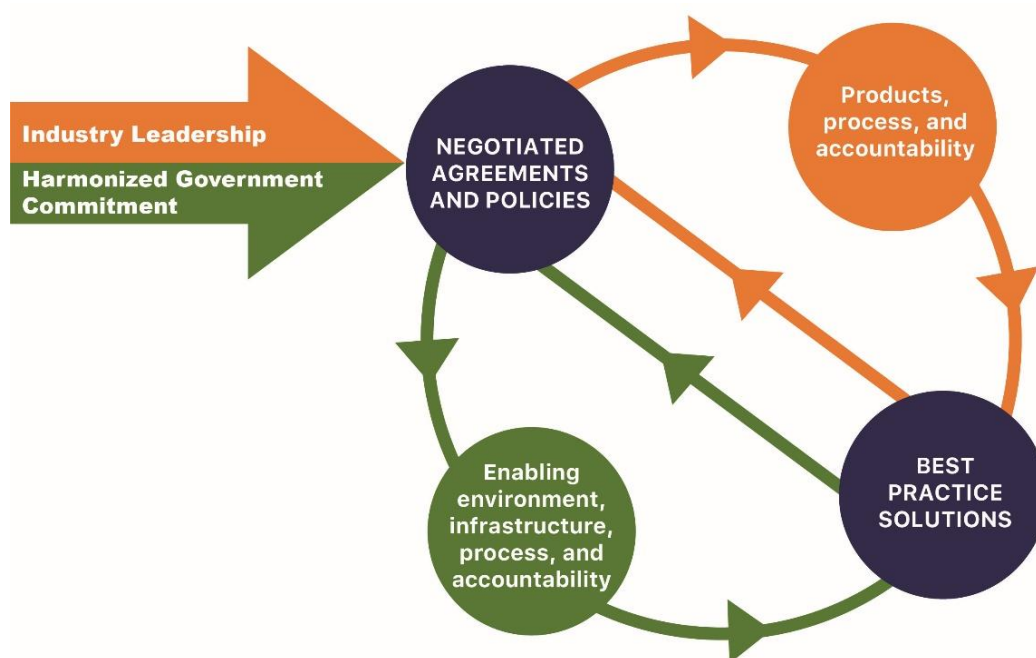 Industry Leadership
Harmonized Government
Commitment
NEGOTIATED
AGREEMENTS
AND POLICIES
Products,
process, and
accountability
Enabling
environment,
infrastructure,
process, and
accountability
BEST
PRACTICE
SOLUTIONS